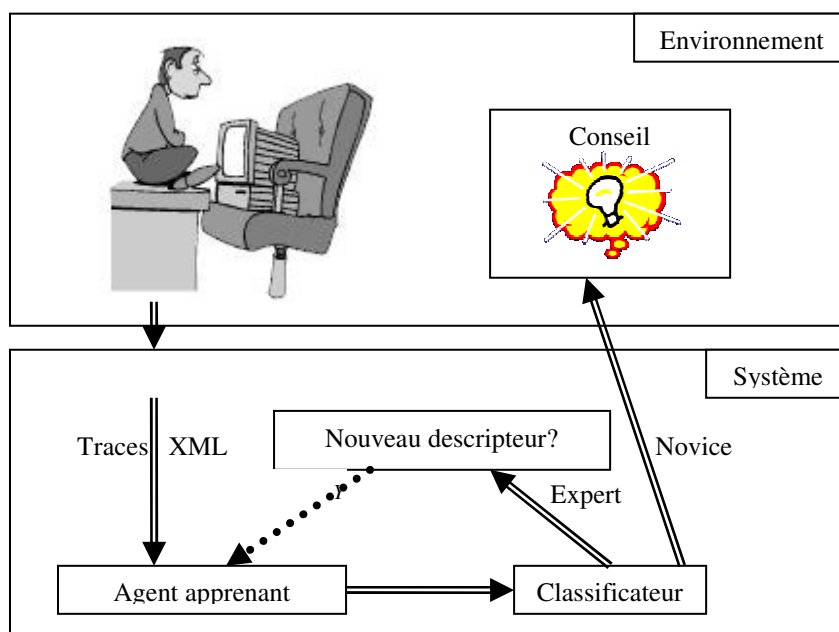 Environnement
Conseil
Système
Nouveau descripteur?
Traces XML
Novice
Expert
Agent apprenant
Classificateur